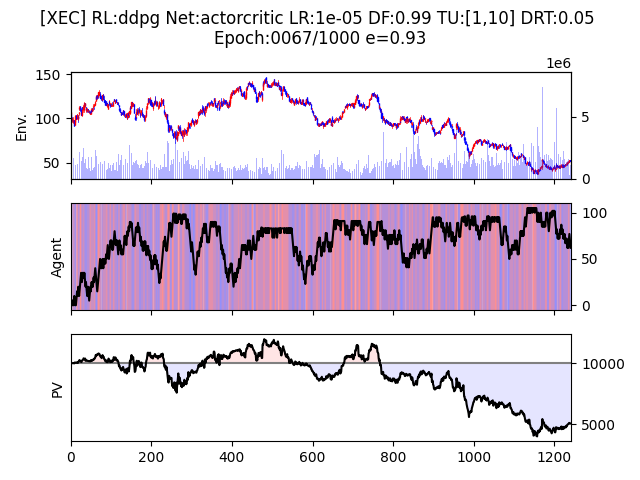 [XEC] RL:ddpg Net:actorcritic LR:1e-05 DF:0.99 TU:[1,10] DRT:0.05
Epoch:0067/1000 e=0.93
1e6
150
100
50
Env.
5
0
Agent
100
50
0
PV
10000
5000
0
200
400
600
800
1000
1200